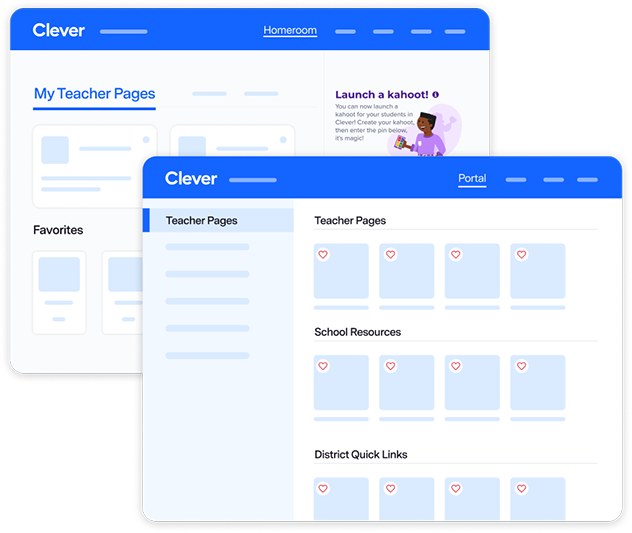 Clever
Homeroom
My Teacher Pages
Launch a kahoot!
You can now launch a
kahoot for your students in
Clever! Create your kahoot,
then enter the pin below,
it's magic!
Favorites
Clever
Portal
Teacher Pages
Teacher Pages
School Resources
District Quick Links